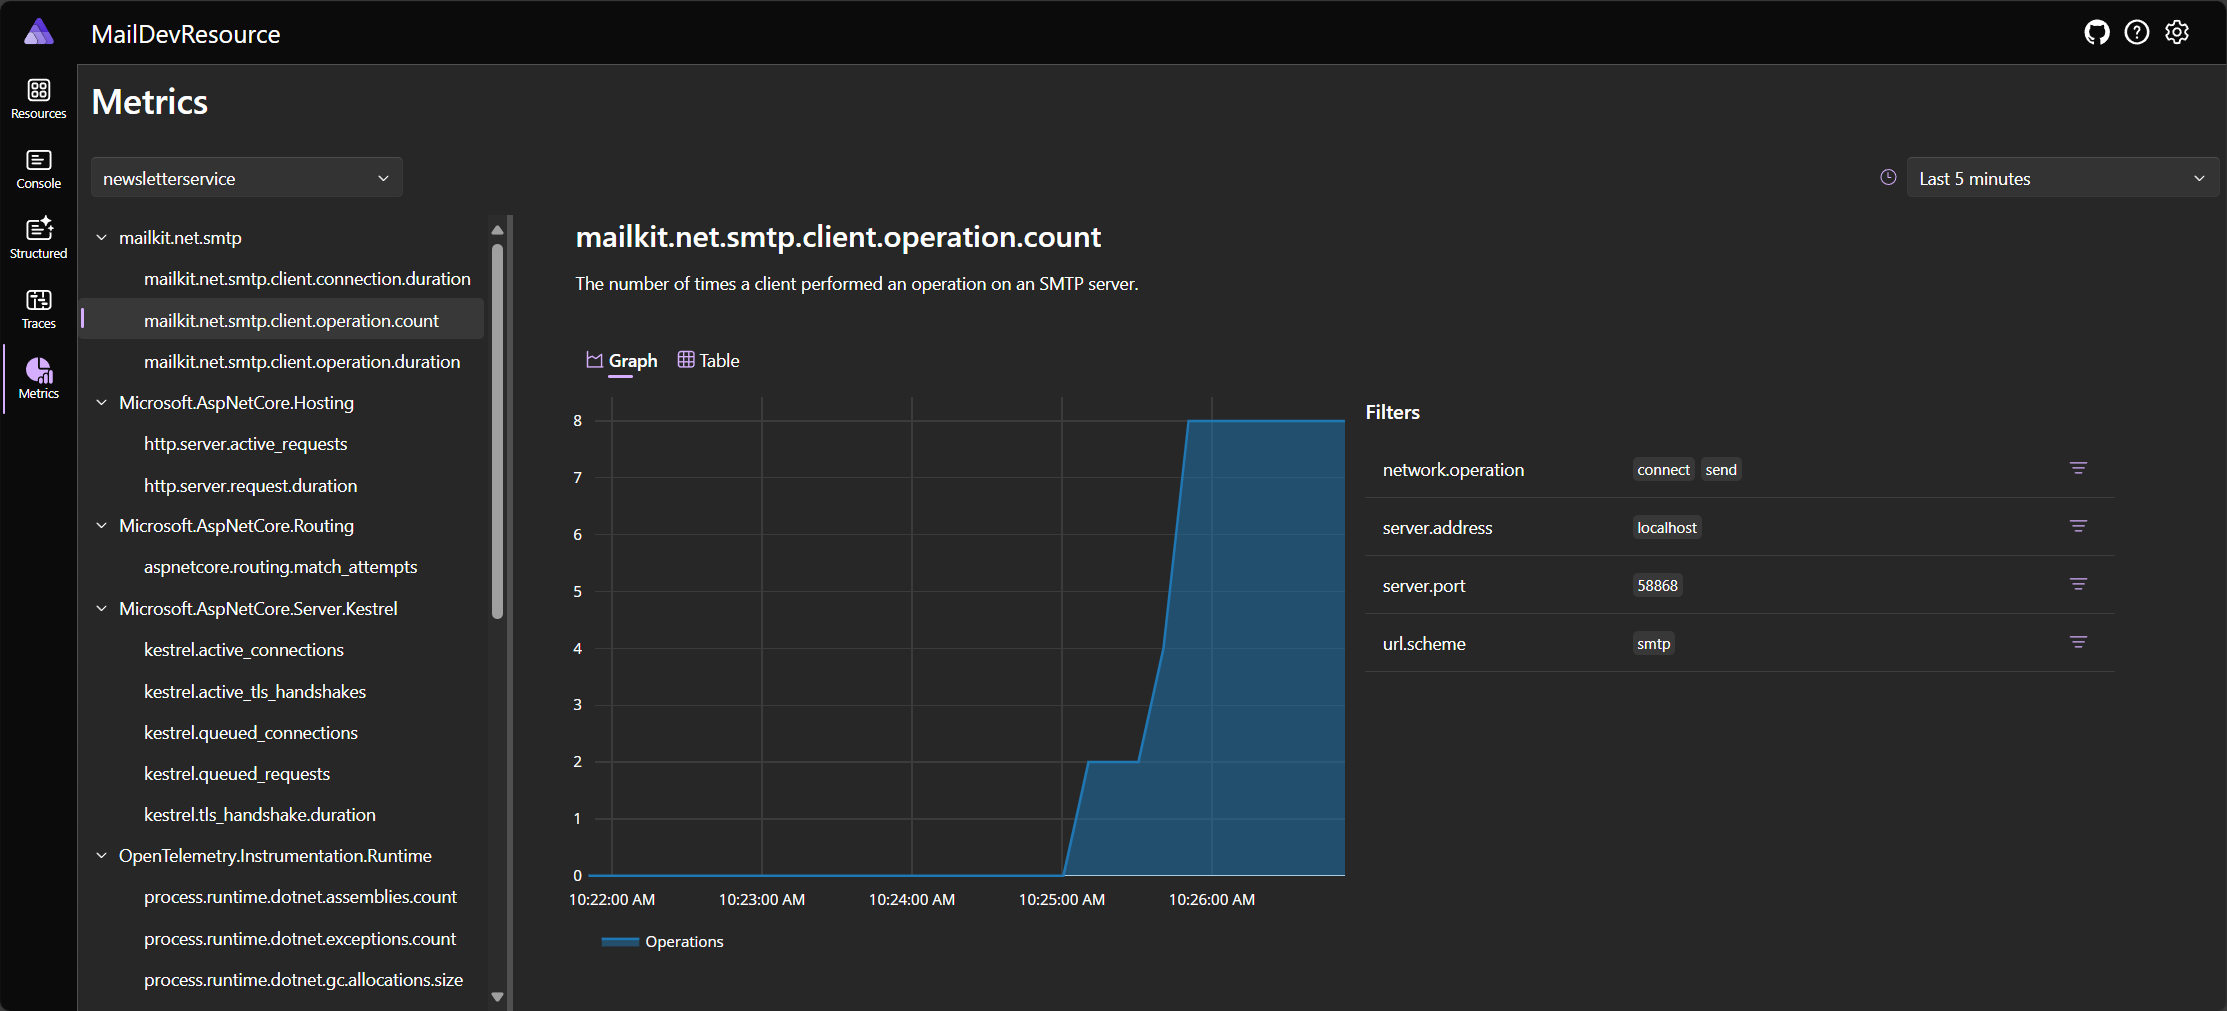 MailDevResource
Resources
Console
Structured
Traces
Metrics
Metrics
newsletterservice
Last 5 minutes
mailkit.net.smtp
mailkit.net.smtp.client.connection.duration
mailkit.net.smtp.client.operation.count
mailkit.net.smtp.client.operation.duration
Microsoft.AspNetCore.Hosting
http.server.active_requests
http.server.request.duration
Microsoft.AspNetCore.Routing
aspnetcore.routing.match_attempts
Microsoft.AspNetCore.Server.Kestrel
kestrel.active_connections
kestrel.active_tls_handshakes
kestrel.queued_connections
kestrel.queued_requests
kestrel.tls_handshake.duration
OpenTelemetry.Instrumentation.Runtime
process.runtime.dotnet.assemblies.count
process.runtime.dotnet.exceptions.count
process.runtime.dotnet.gc.allocations.size
mailkit.net.smtp.client.operation.count
The number of times a client performed an operation on an SMTP server.
Graph Table
8
7
6
5
4
3
2
1
0
10:22:00 AM 10:23:00 AM 10:24:00 AM 10:25:00 AM 10:26:00 AM
Operations
Filters
network.operation connect send
server.address localhost
server.port 58868
url.scheme smtp